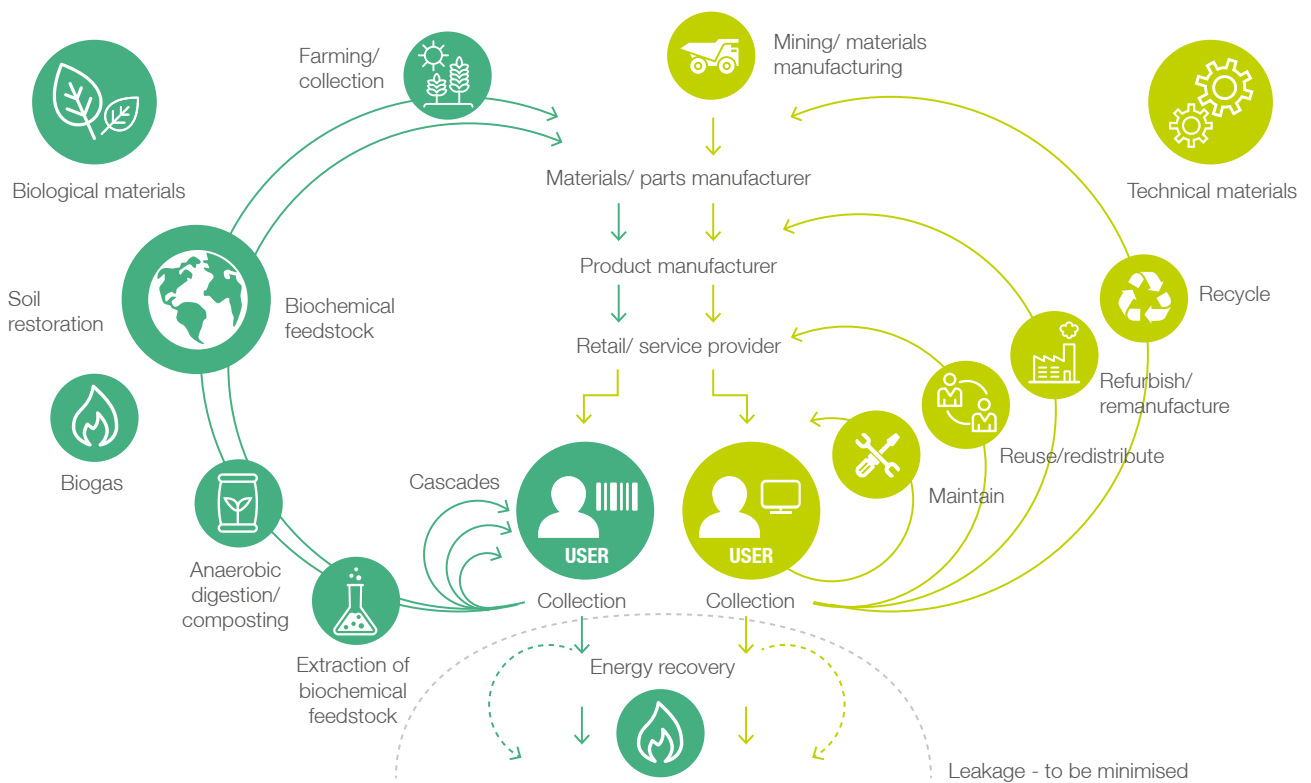 Farming/
collection
Mining/ materials
manufacturing
Biological materials
Materials/ parts manufacturer
Technical materials
Product manufacturer
Soil
restoration
Biochemical
feedstock
Recycle
Retail/ service provider
Refurbish/
remanufacture
Reuse/redistribute
Biogas
Cascades
Maintain
USER
USER
Anaerobic
digestion/
composting
Collection
Collection
Extraction of
biochemical
feedstock
Energy recovery
Leakage - to be minimised